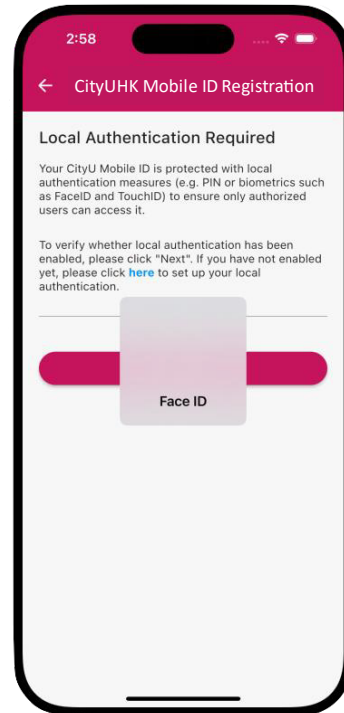 2:58
CityUHK Mobile ID Registration
Local Authentication Required
Your CityU Mobile ID is protected with local
authentication measures (e.g. PIN or biometrics such
as FaceID and TouchID) to ensure only authorized
users can access it.
To verify whether local authentication has been
enabled, please click "Next". If you have not enabled
yet, please click here to set up your local
authentication.
Face ID